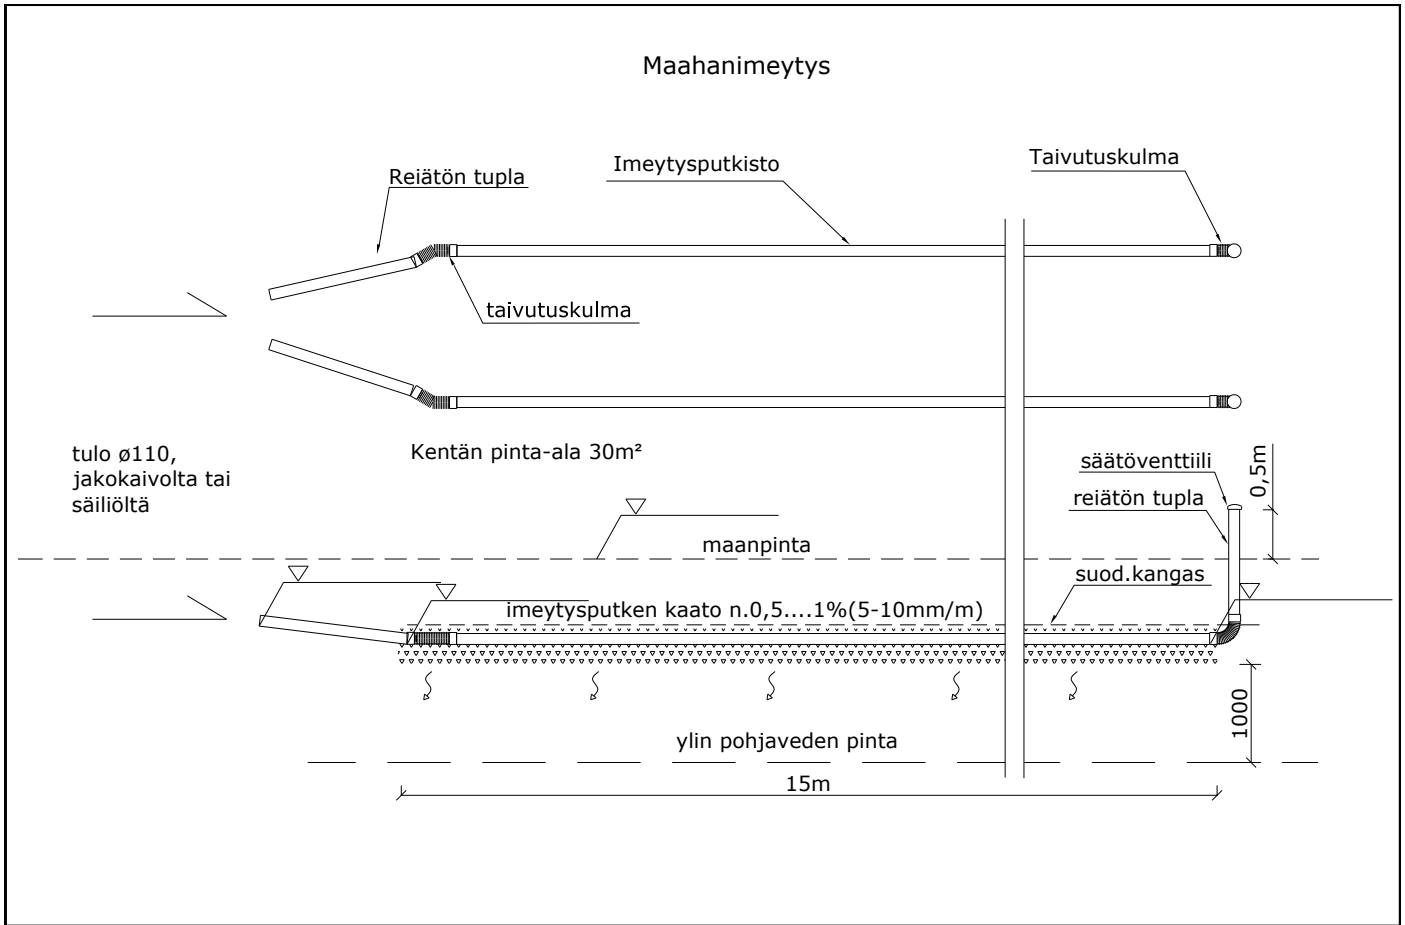 Maahanimeytys
Reiätön tupla
Imeytysputkisto
Taivutuskulma
taivutuskulma
tulo ø110,
jakokaivolta tai
säiliöltä
Kentän pinta-ala 30m²
säätöventtiili
reiätön tupla
0,5m
maanpinta
suod.kangas
imeytysputken kaato n.0,5....1%(5-10mm/m)
1000
ylin pohjaveden pinta
15m